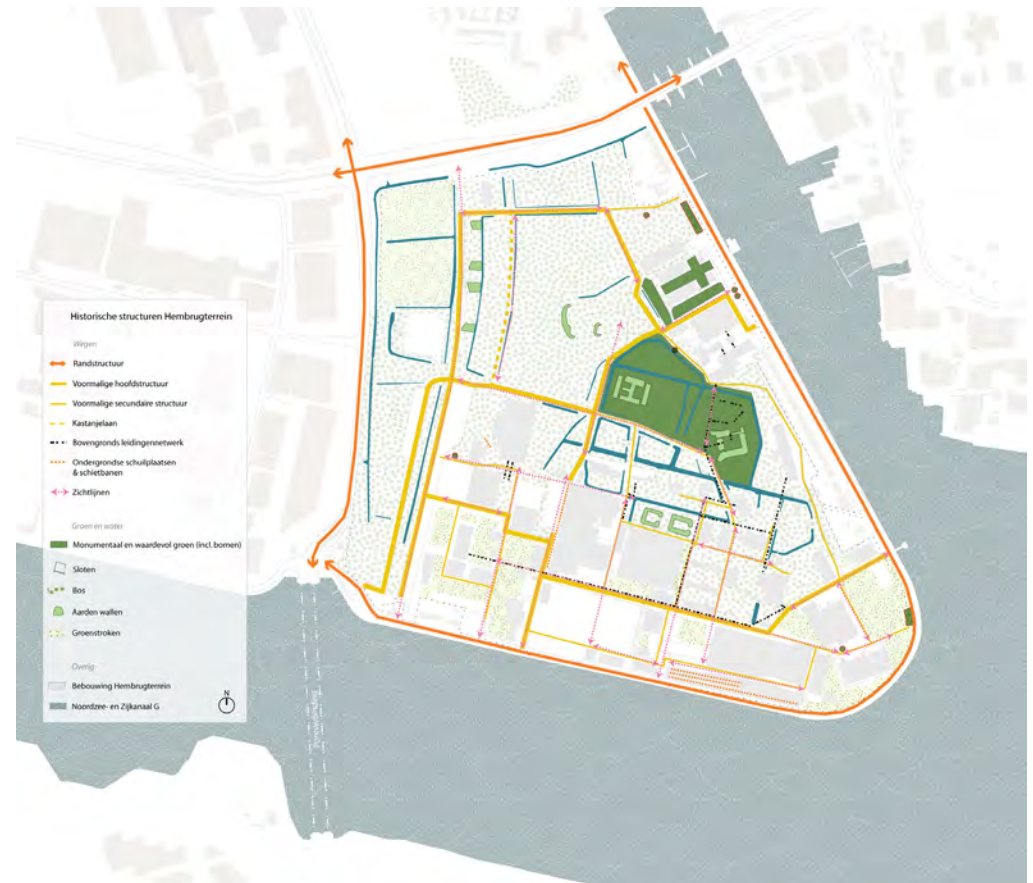 Historische structuren Hembrugterrein
Wegen
Randstructuur
Voormalige hoofdstructuur
Voormalige secundaire structuur
Kastanjelaan
Bovengronds leidingennetwerk
Ondergrondse schuilplaatsen
& schietbanen
Zichtlijnen
Groen en water
Monumentaal en waardevol groen (incl. bomen)
Sloten
Bos
Aarden wallen
Groenstroken
Overig
Bebouwing Hembrugterrein
Noordzee- en Zijkanaal G
N